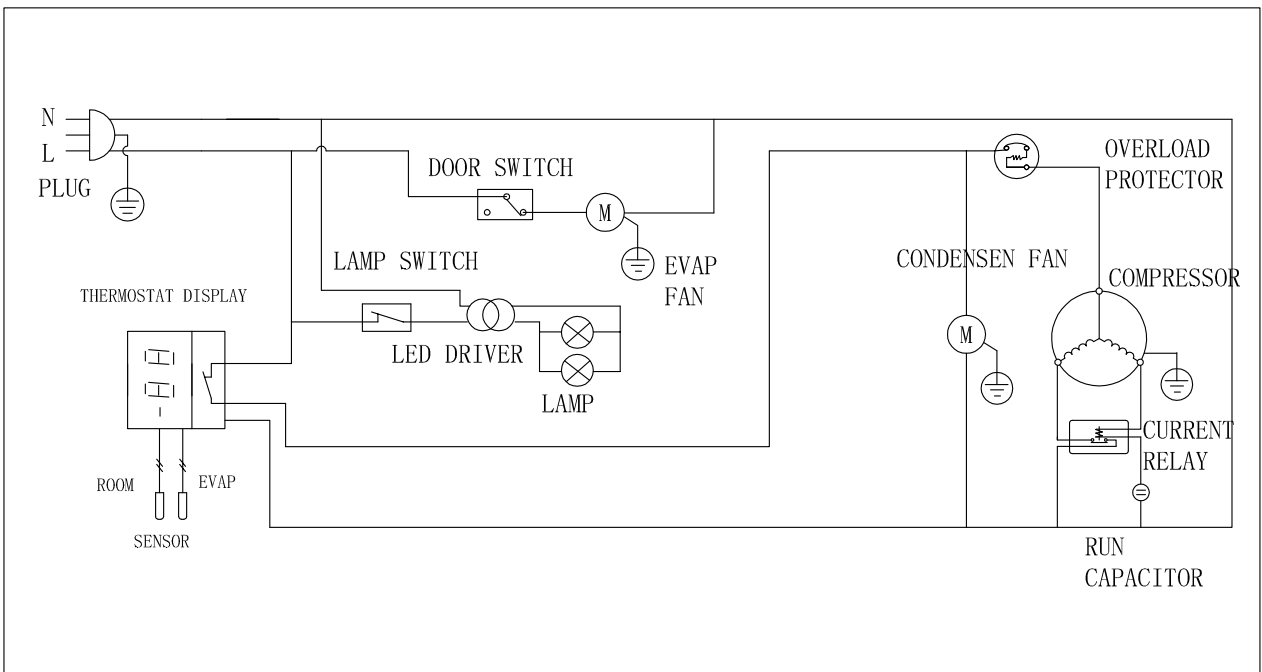 N
L
PLUG
DOOR SWITCH
M
EVAP
FAN
LAMP SWITCH
THERMOSTAT DISPLAY
LED DRIVER
LAMP
ROOM
EVAP
SENSOR
OVERLOAD
PROTECTOR
CONDENSEN FAN
M
COMPRESSOR
CURRENT
RELAY
RUN
CAPACITOR